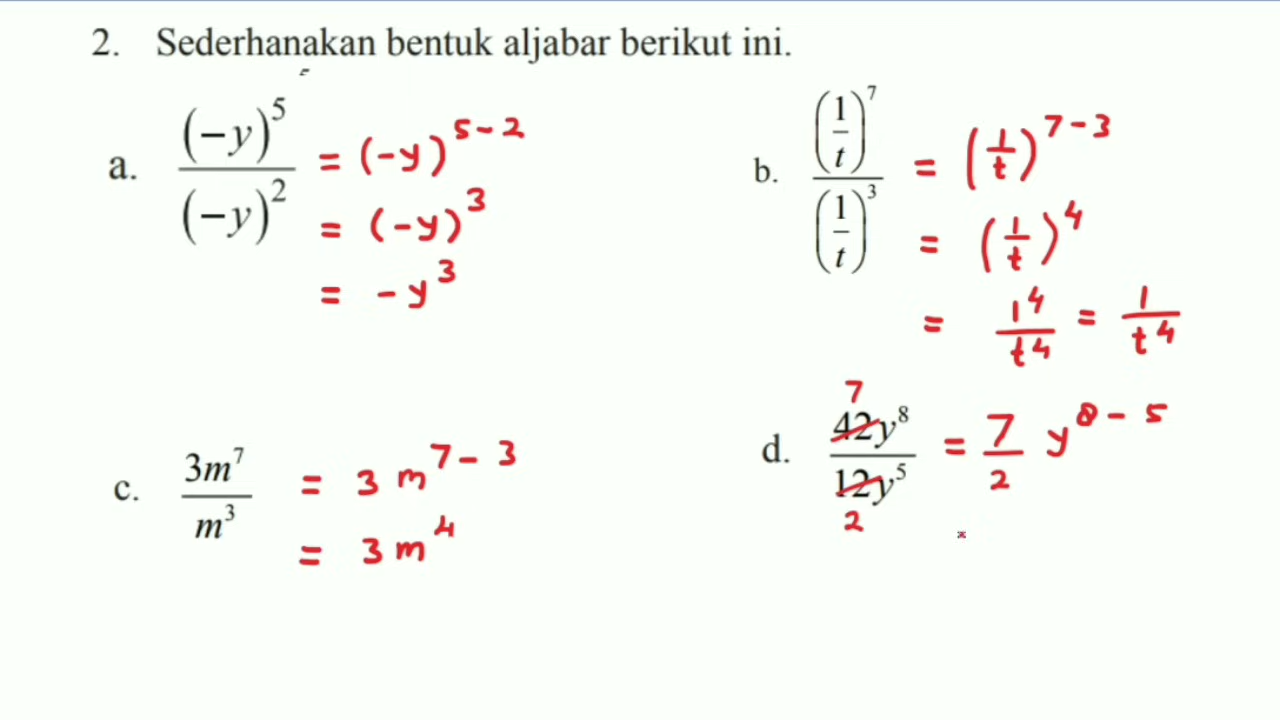 2. Sederhanakan bentuk aljabar berikut ini.
a. (−y)^5 / (−y)^2 = (-y)^(5-2)
= (-y)^3
= -y^3
b. (1/t)^7 / (1/t)^3 = (1/t)^(7-3)
= (1/t)^4
= 1^4/t^4 = 1/t^4
c. 3m^7 / m^3 = 3m^(7-3)
= 3m^4
7
d. 42y^8 / 12y^5 = 7/2 y^(8-5)
2